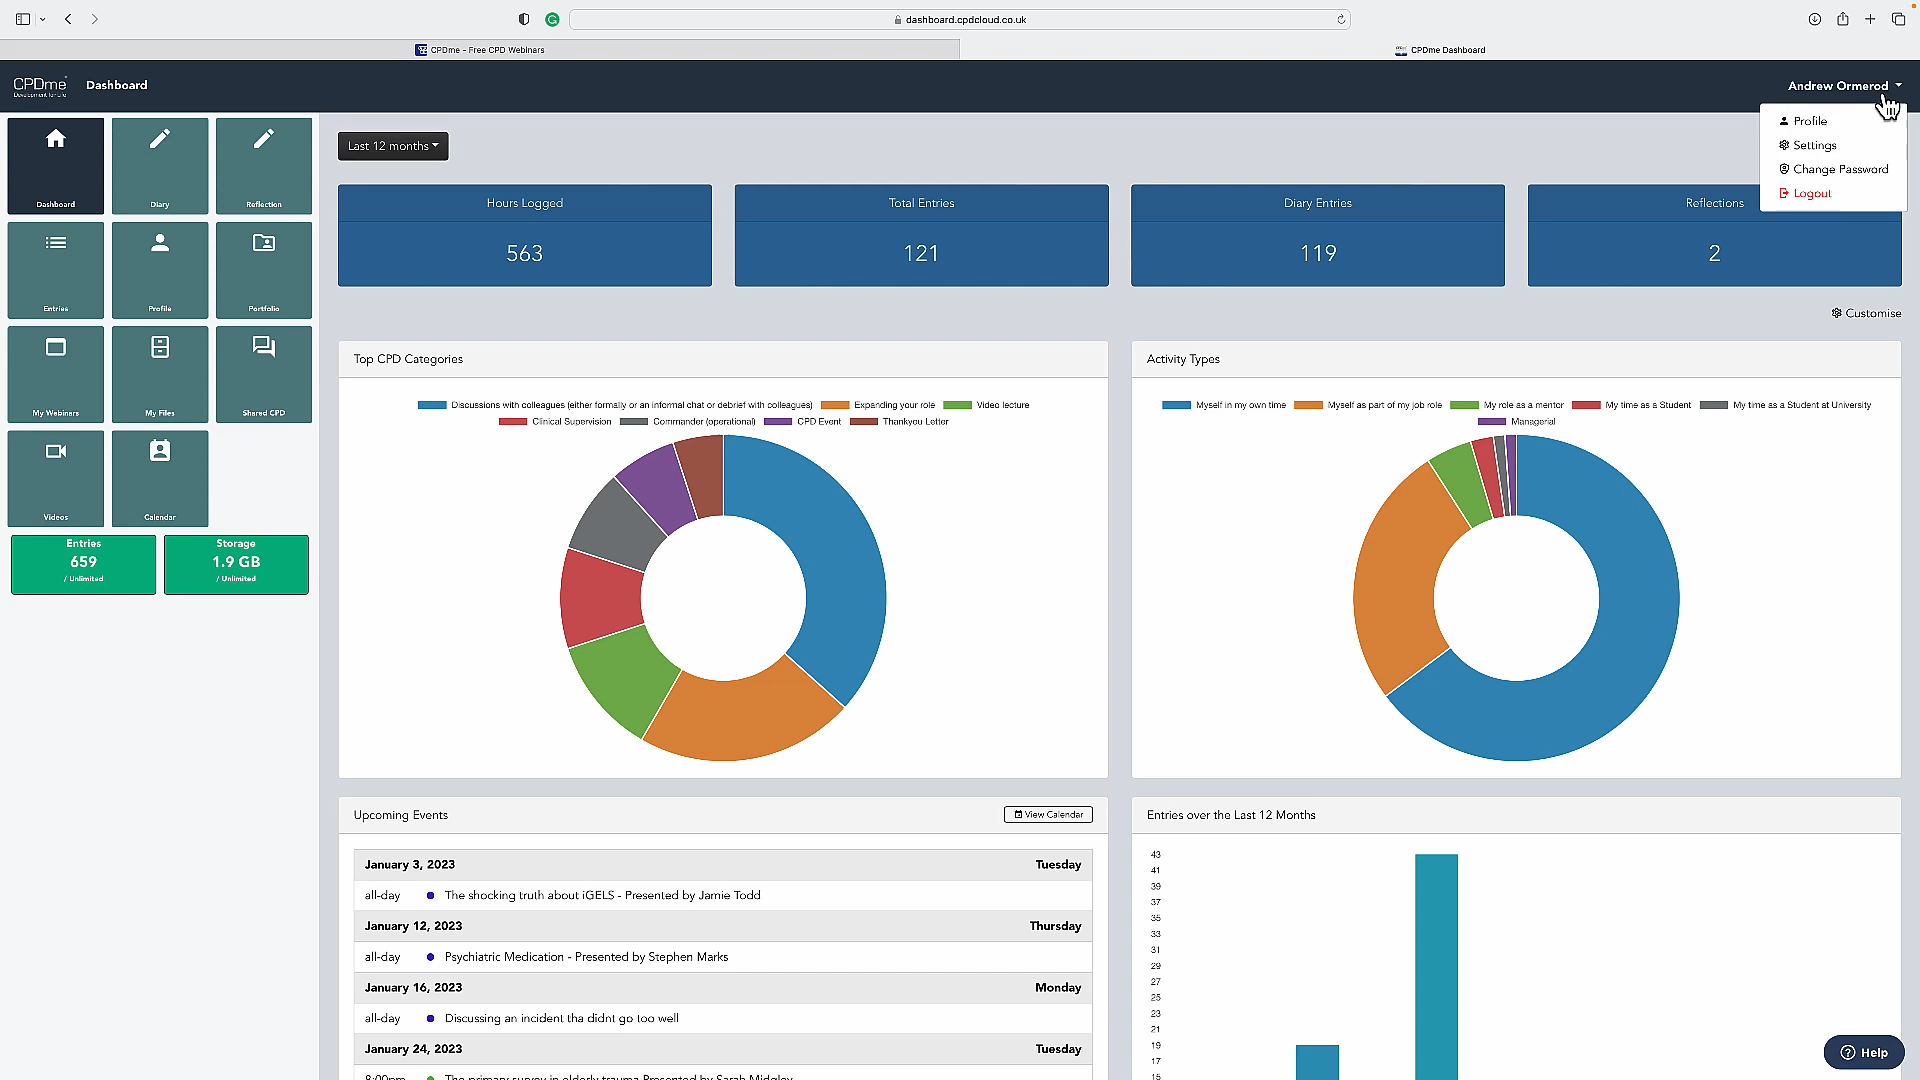 dashboard.cpdcloud.co.uk
CPDme - Free CPD Webinars
CPDme Dashboard
CPDme
Development for Life
Dashboard
Andrew Ormerod
Profile
Settings
Change Password
Logout
Dashboard
Diary
Reflection
Entries
Profile
Portfolio
My Webinars
My Files
Shared CPD
Videos
Calendar
Entries
659
/ Unlimited
Storage
1.9 GB
/ Unlimited
Last 12 months
Hours Logged
563
Total Entries
121
Diary Entries
119
Reflections
2
Customise
Top CPD Categories
Discussions with colleagues (either formally or an informal chat or debrief with colleagues) Expanding your role Video lecture
Clinical Supervision Commander (operational) CPD Event Thankyou Letter
Activity Types
Myself in my own time Myself as part of my job role My role as a mentor My time as a Student My time as a Student at University
Managerial
Upcoming Events
View Calendar
January 3, 2023 Tuesday
all-day The shocking truth about iGELS - Presented by Jamie Todd
January 12, 2023 Thursday
all-day Psychiatric Medication - Presented by Stephen Marks
January 16, 2023 Monday
all-day Discussing an incident tha didnt go too well
January 24, 2023 Tuesday
8:00pm The primary survey in elderly trauma Presented by Sarah Midgley
Entries over the Last 12 Months
43
41
39
37
35
33
31
29
27
25
23
21
19
17
15
Help